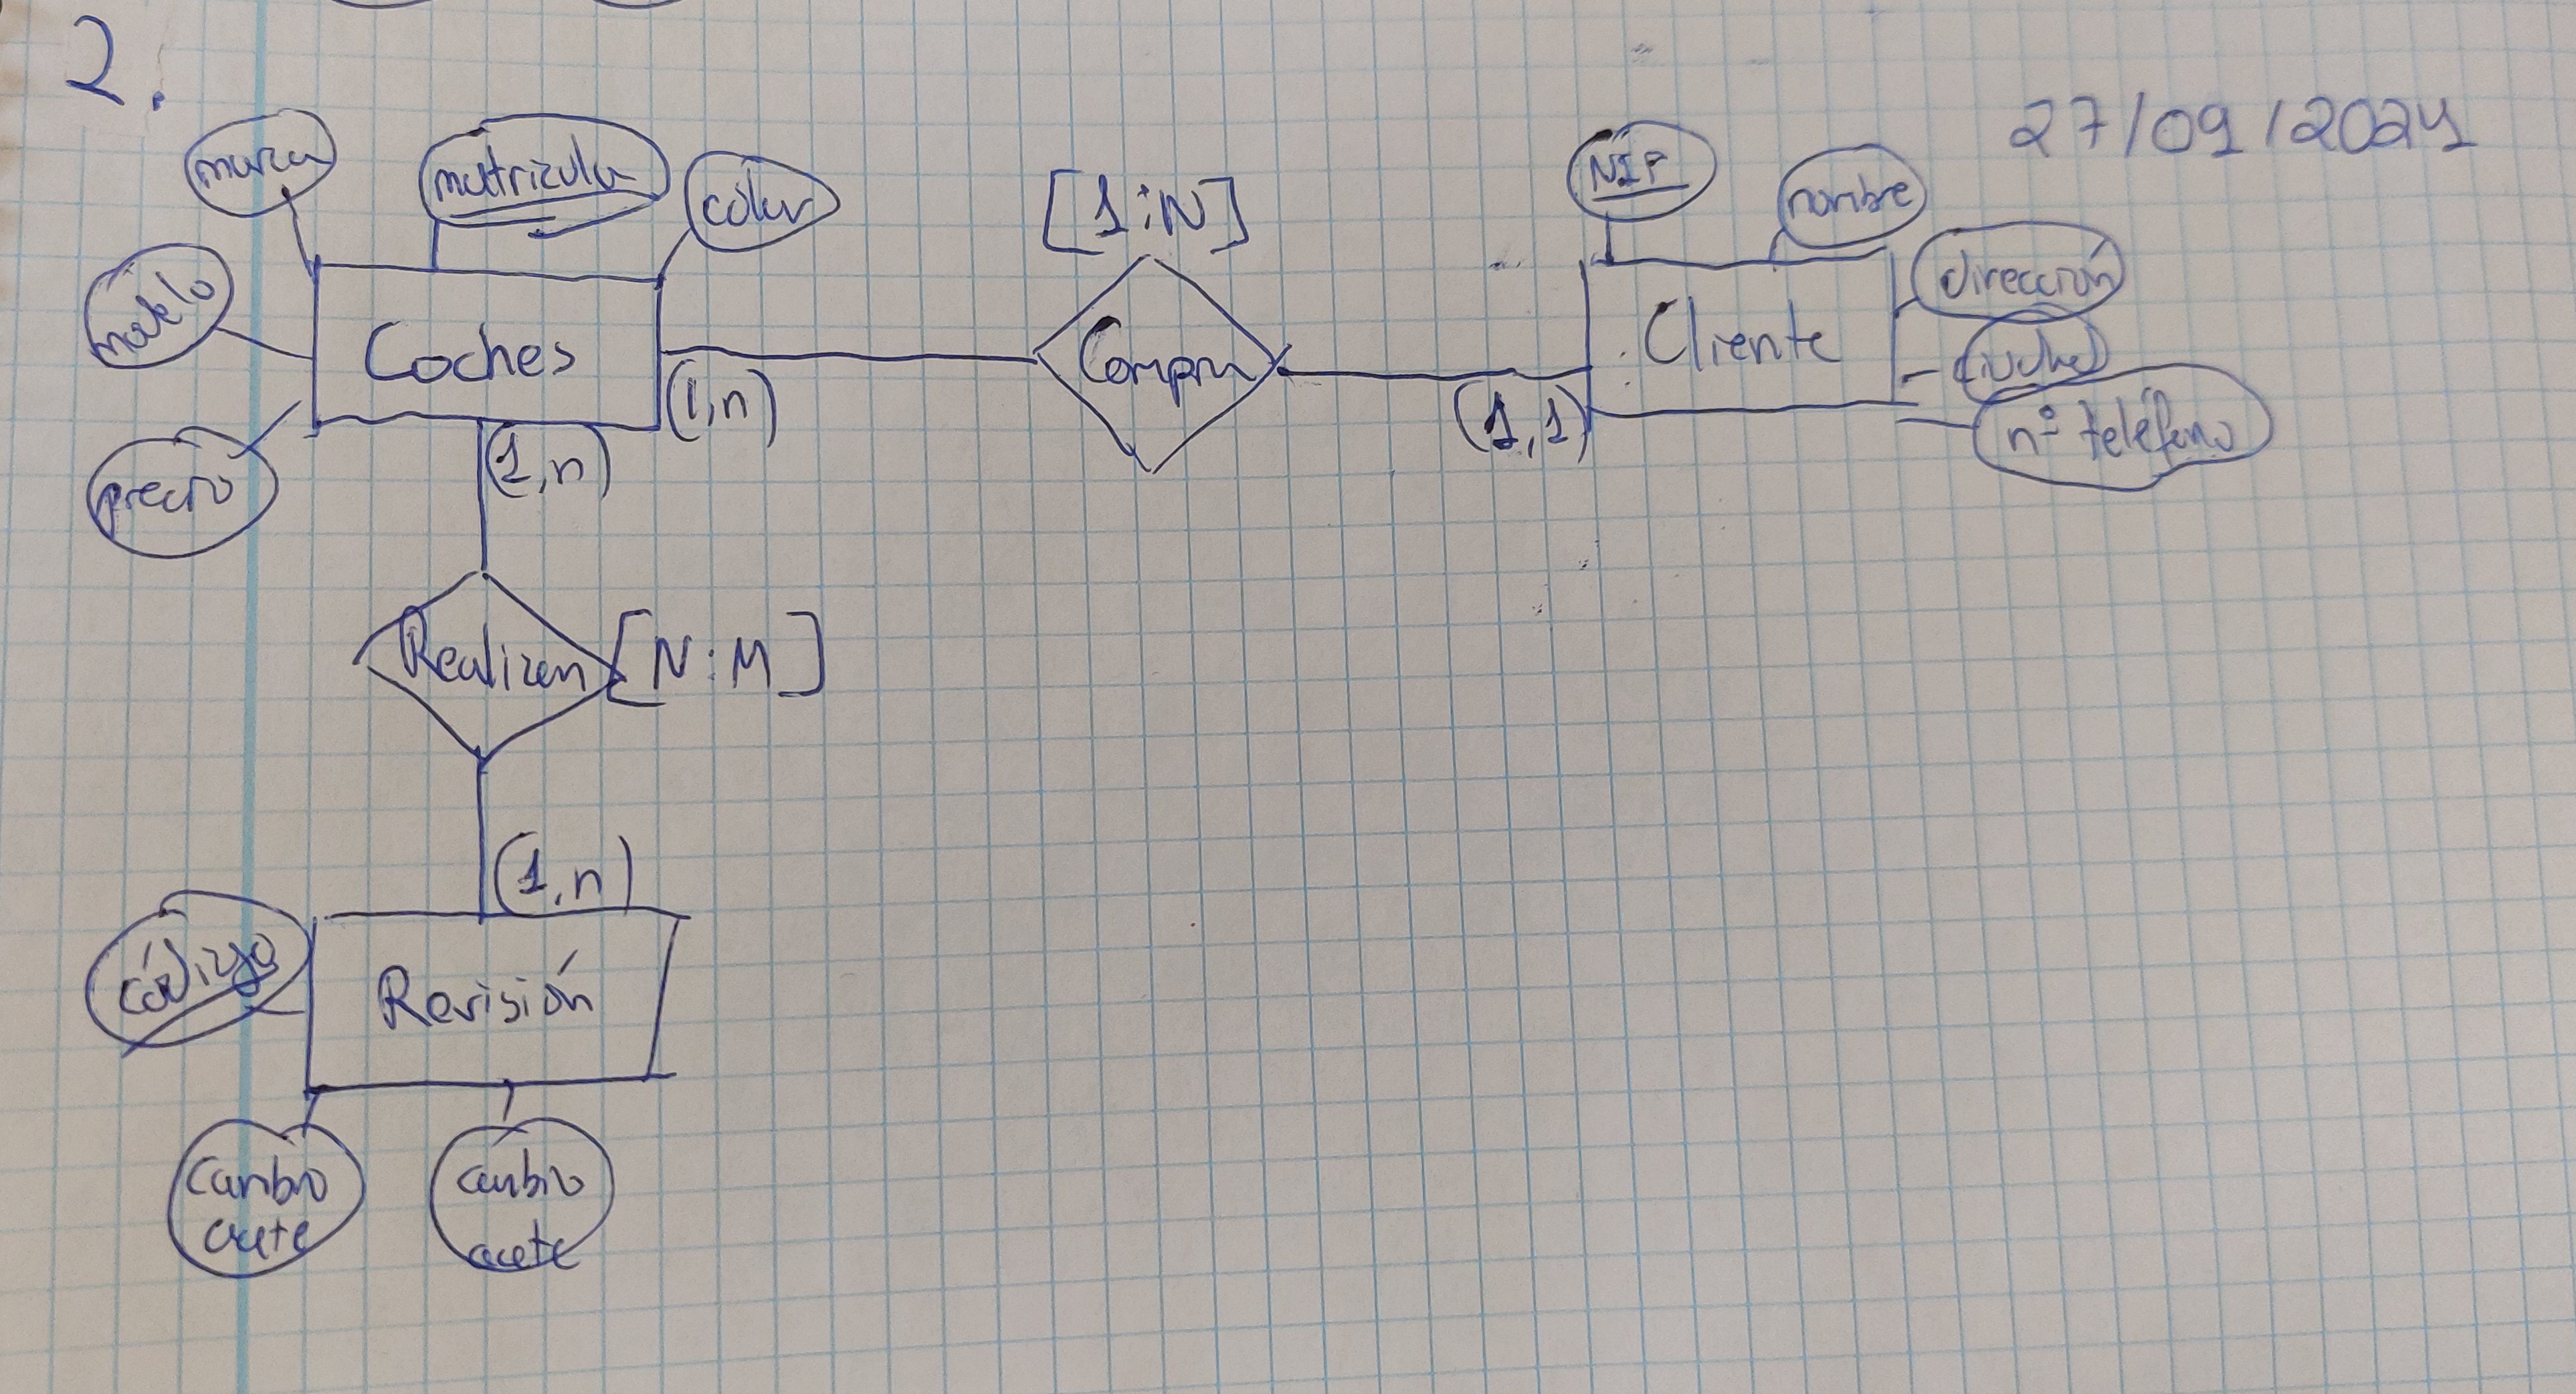 2.
27/09/2024
marca
matricula
color
[1:N]
NIF
nombre
dirección
modelo
Coches
Compra
Cliente
ciudad
(1,n)
(1,1)
nº teléfono
precio
(1,n)
Realizan
[N:M]
(1,n)
código
Revisión
cambio
aceite
cambio
aceite